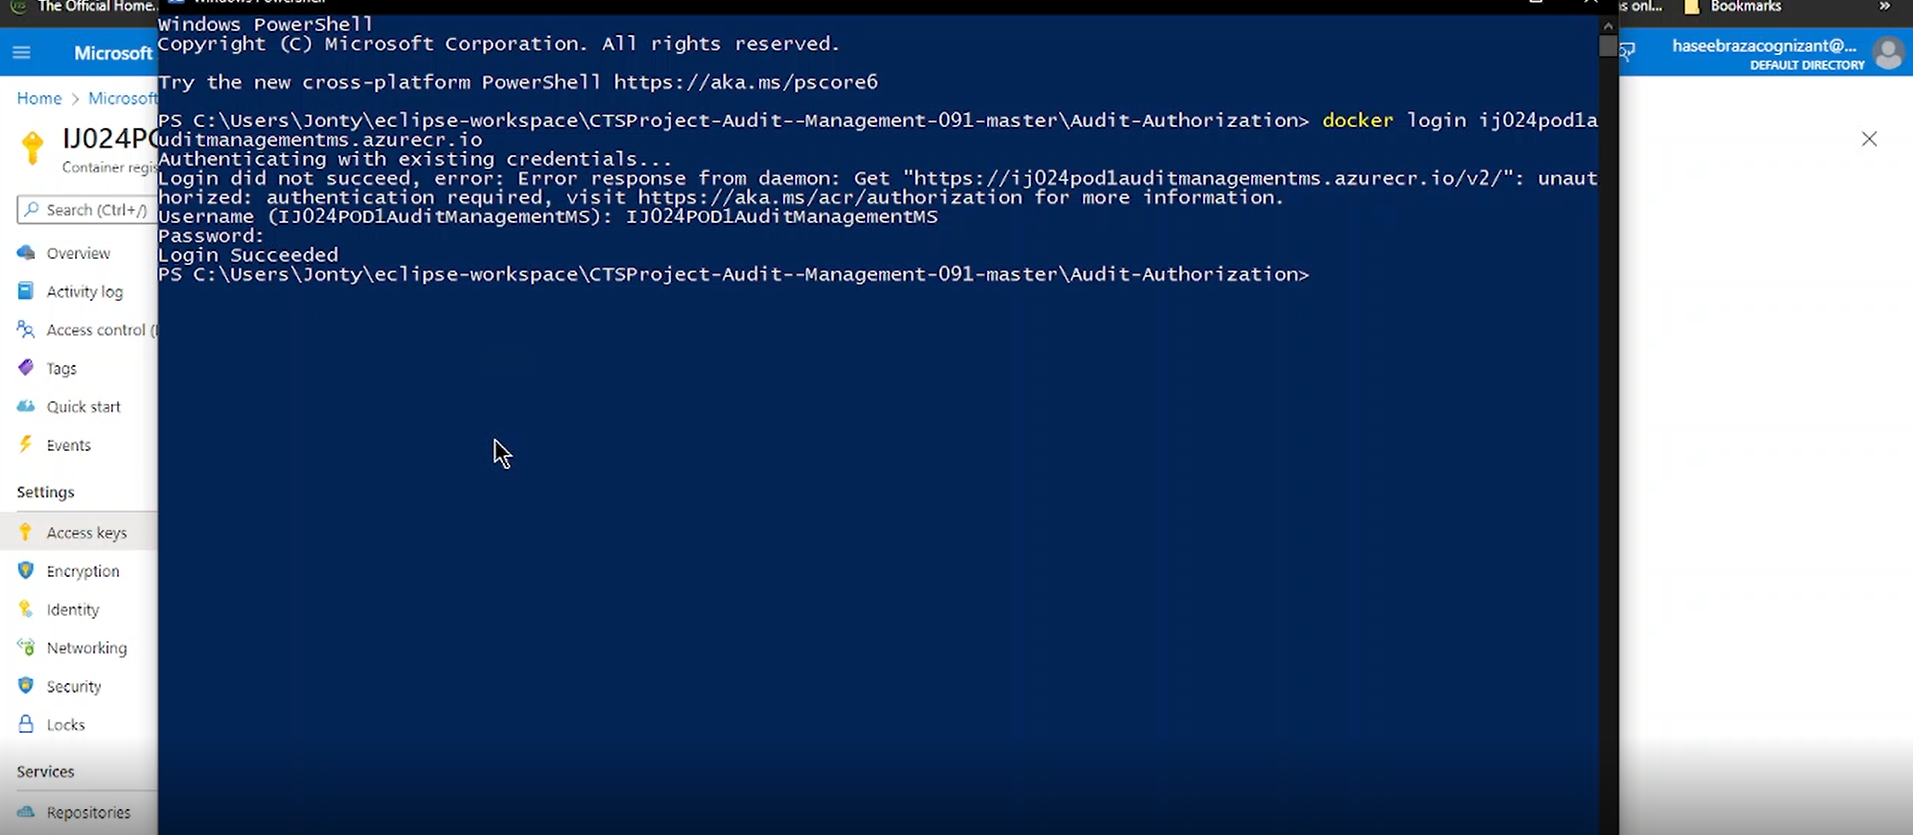 The Official Home...
s onl...
Bookmarks
»
Windows PowerShell
Microsoft
haseebrazacognizant@...
DEFAULT DIRECTORY
Home > Microsoft
IJ024PO
Container regis
Search (Ctrl+/)
Overview
Activity log
Access control (
Tags
Quick start
Events
Settings
Access keys
Encryption
Identity
Networking
Security
Locks
Services
Repositories
Windows PowerShell
Copyright (C) Microsoft Corporation. All rights reserved.
Try the new cross-platform PowerShell https://aka.ms/pscore6
PS C:\Users\Jonty\eclipse-workspace\CTSProject-Audit--Management-091-master\Audit-Authorization> docker login ij024pod1a
uditmanagementms.azurecr.io
Authenticating with existing credentials...
Login did not succeed, error: Error response from daemon: Get "https://ij024pod1auditmanagementms.azurecr.io/v2/": unaut
horized: authentication required, visit https://aka.ms/acr/authorization for more information.
Username (IJ024POD1AuditManagementMS): IJ024POD1AuditManagementMS
Password:
Login Succeeded
PS C:\Users\Jonty\eclipse-workspace\CTSProject-Audit--Management-091-master\Audit-Authorization>